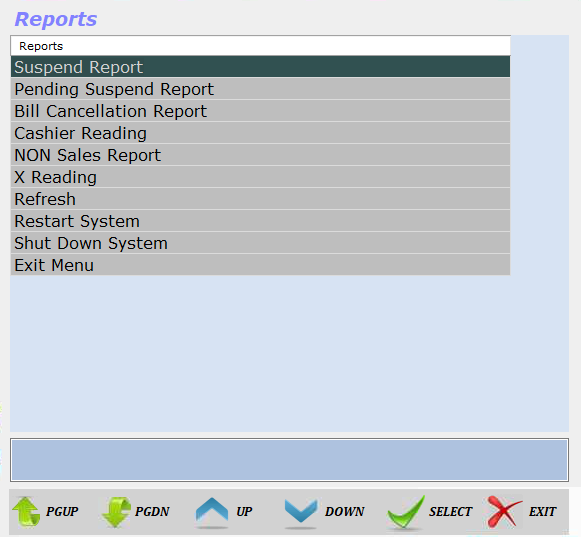 Reports
Reports
Suspend Report
Pending Suspend Report
Bill Cancellation Report
Cashier Reading
NON Sales Report
X Reading
Refresh
Restart System
Shut Down System
Exit Menu
PGUP PGDN UP DOWN SELECT EXIT